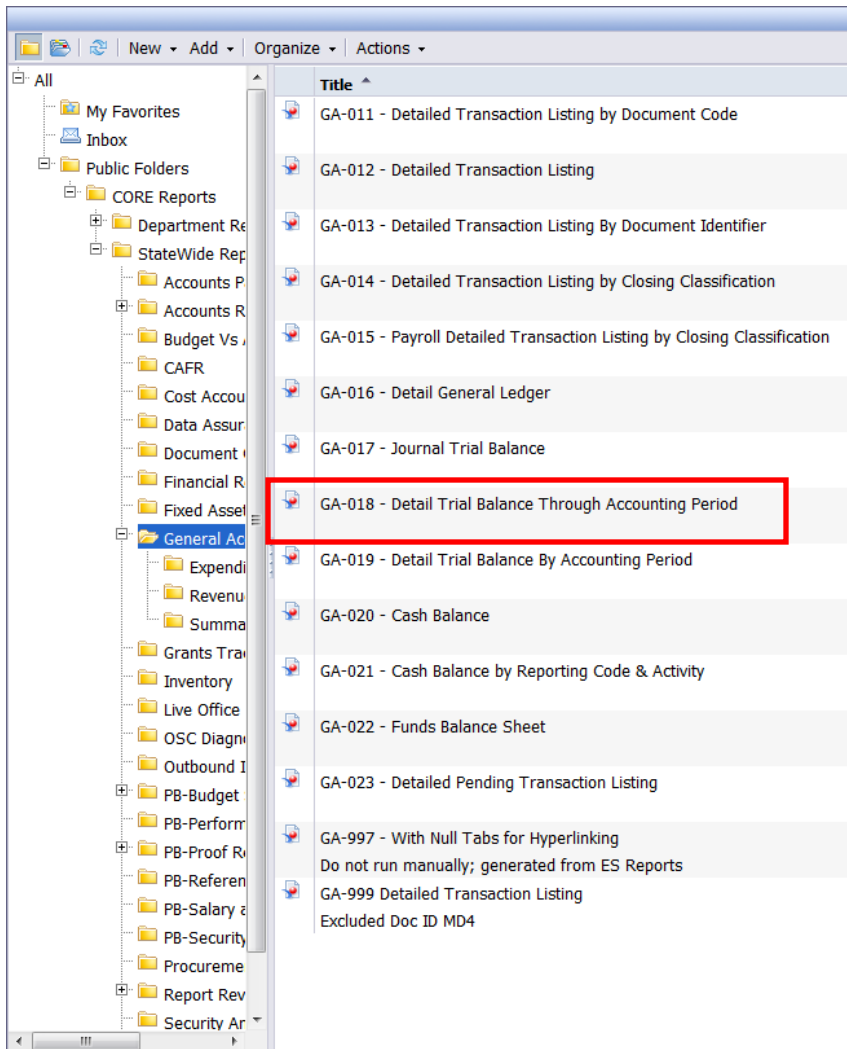 New Add Organize Actions
All
My Favorites
Inbox
Public Folders
CORE Reports
Department Re
StateWide Rep
Accounts P
Accounts R
Budget Vs
CAFR
Cost Accou
Data Assur
Document
Financial R
Fixed Asset
General Ac
Expendi
Revenu
Summa
Grants Tra
Inventory
Live Office
OSC Diagn
Outbound I
PB-Budget
PB-Perform
PB-Proof R
PB-Referen
PB-Salary a
PB-Security
Procureme
Report Rev
Security An
Title
GA-011 - Detailed Transaction Listing by Document Code
GA-012 - Detailed Transaction Listing
GA-013 - Detailed Transaction Listing By Document Identifier
GA-014 - Detailed Transaction Listing by Closing Classification
GA-015 - Payroll Detailed Transaction Listing by Closing Classification
GA-016 - Detail General Ledger
GA-017 - Journal Trial Balance
GA-018 - Detail Trial Balance Through Accounting Period
GA-019 - Detail Trial Balance By Accounting Period
GA-020 - Cash Balance
GA-021 - Cash Balance by Reporting Code & Activity
GA-022 - Funds Balance Sheet
GA-023 - Detailed Pending Transaction Listing
GA-997 - With Null Tabs for Hyperlinking
Do not run manually; generated from ES Reports
GA-999 Detailed Transaction Listing
Excluded Doc ID MD4